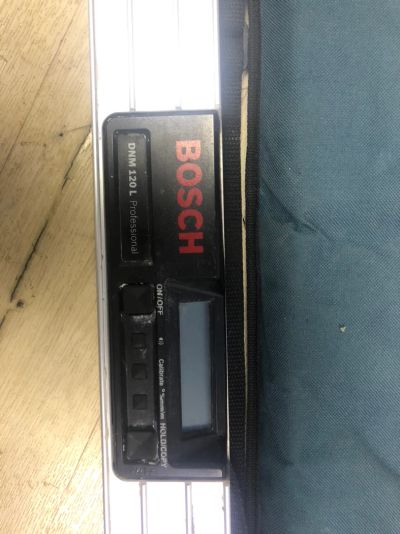 BOSCH
DNM 120 L Professional
ON/OFF
Calibrate
HOLD/COPY